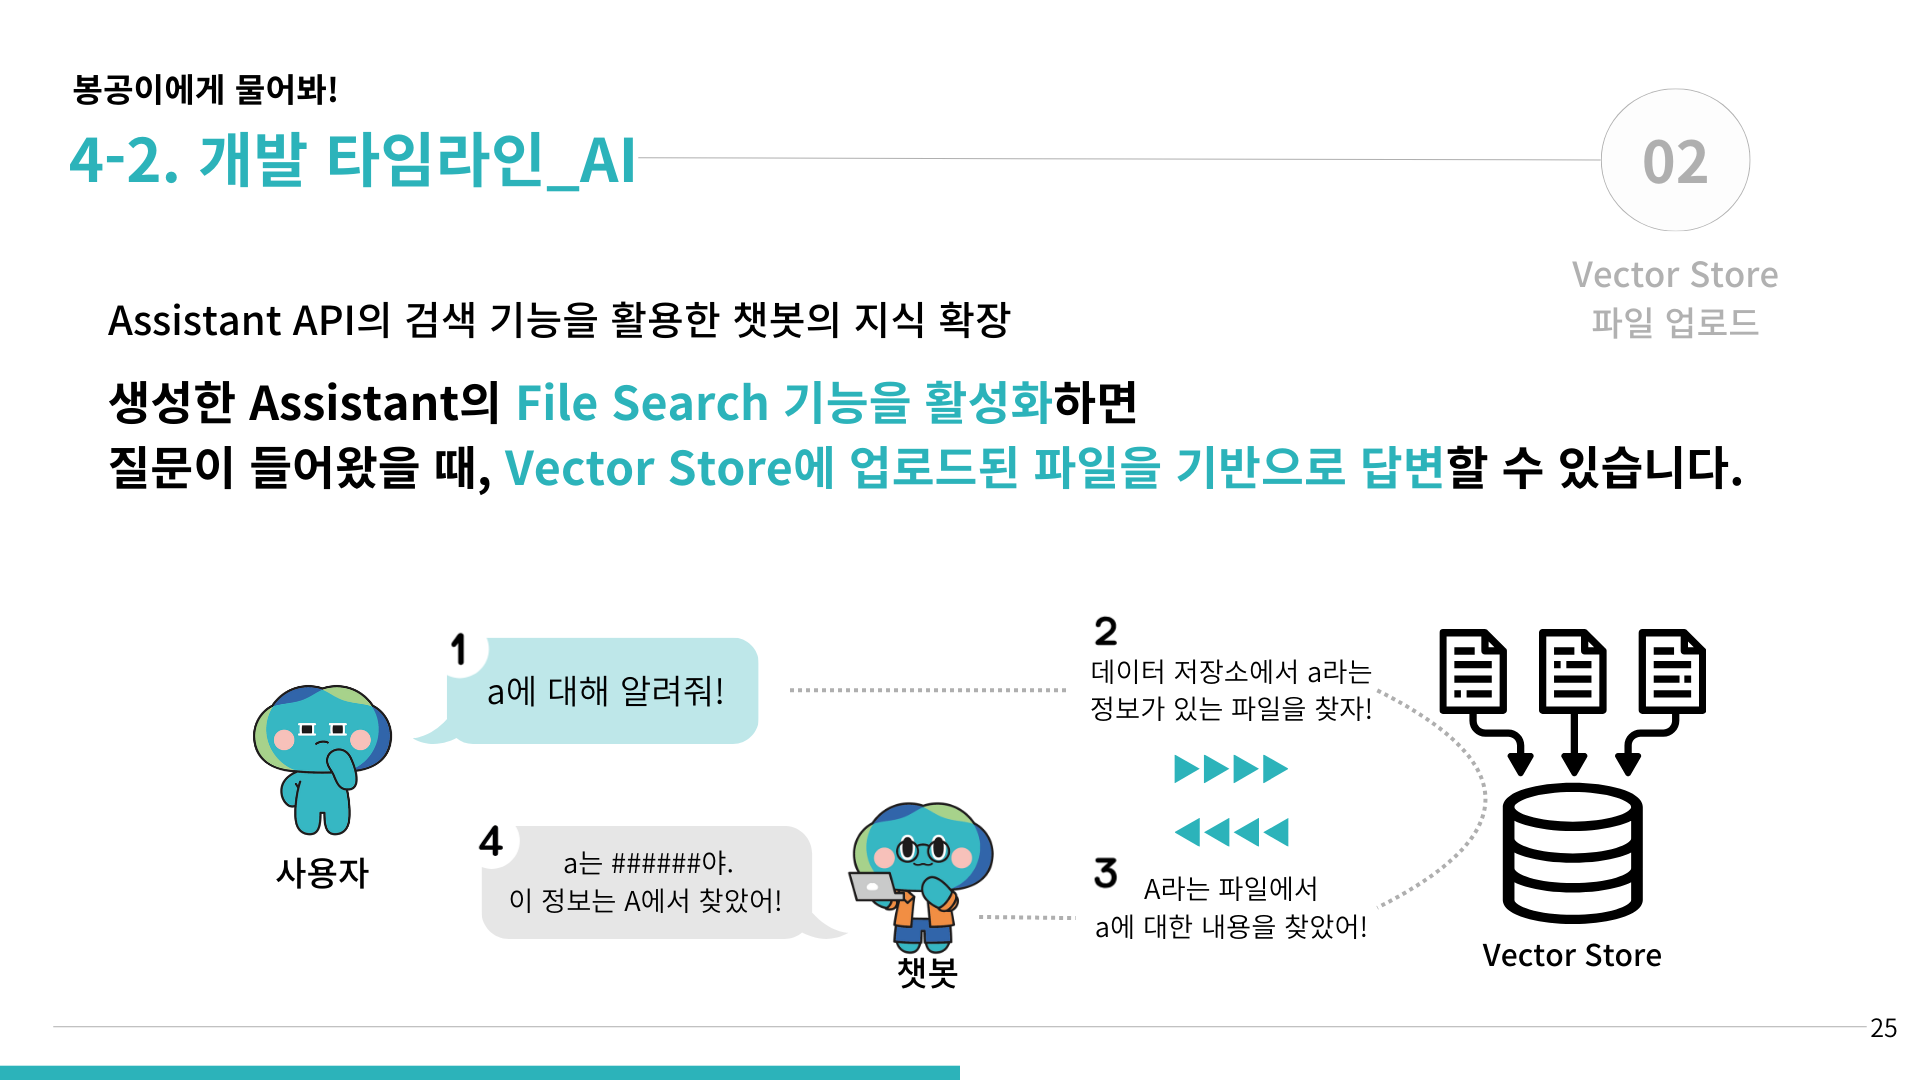 봉공이에게 물어봐!
4-2. 개발 타임라인_AI
02
Vector Store
파일 업로드
Assistant API의 검색 기능을 활용한 챗봇의 지식 확장
생성한 Assistant의 File Search 기능을 활성화하면
질문이 들어왔을 때, Vector Store에 업로드된 파일을 기반으로 답변할 수 있습니다.
1
a에 대해 알려줘!
사용자
2
데이터 저장소에서 a라는
정보가 있는 파일을 찾자!
3
A라는 파일에서
a에 대한 내용을 찾았어!
4
a는 ######야.
이 정보는 A에서 찾았어!
챗봇
Vector Store
25